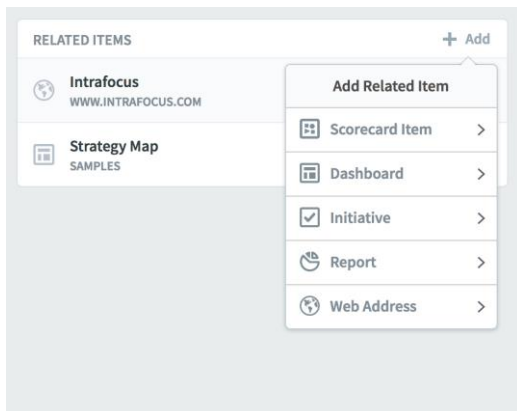 RELATED ITEMS
+ Add
Intrafocus
WWW.INTRAFOCUS.COM
Strategy Map
SAMPLES
Add Related Item
Scorecard Item
Dashboard
Initiative
Report
Web Address